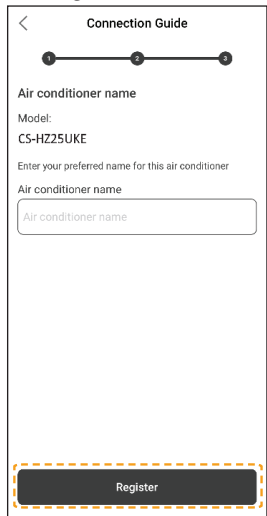 Connection Guide
1 2 3
Air conditioner name
Model:
CS-HZ25UKE
Enter your preferred name for this air conditioner
Air conditioner name
Air conditioner name
Register